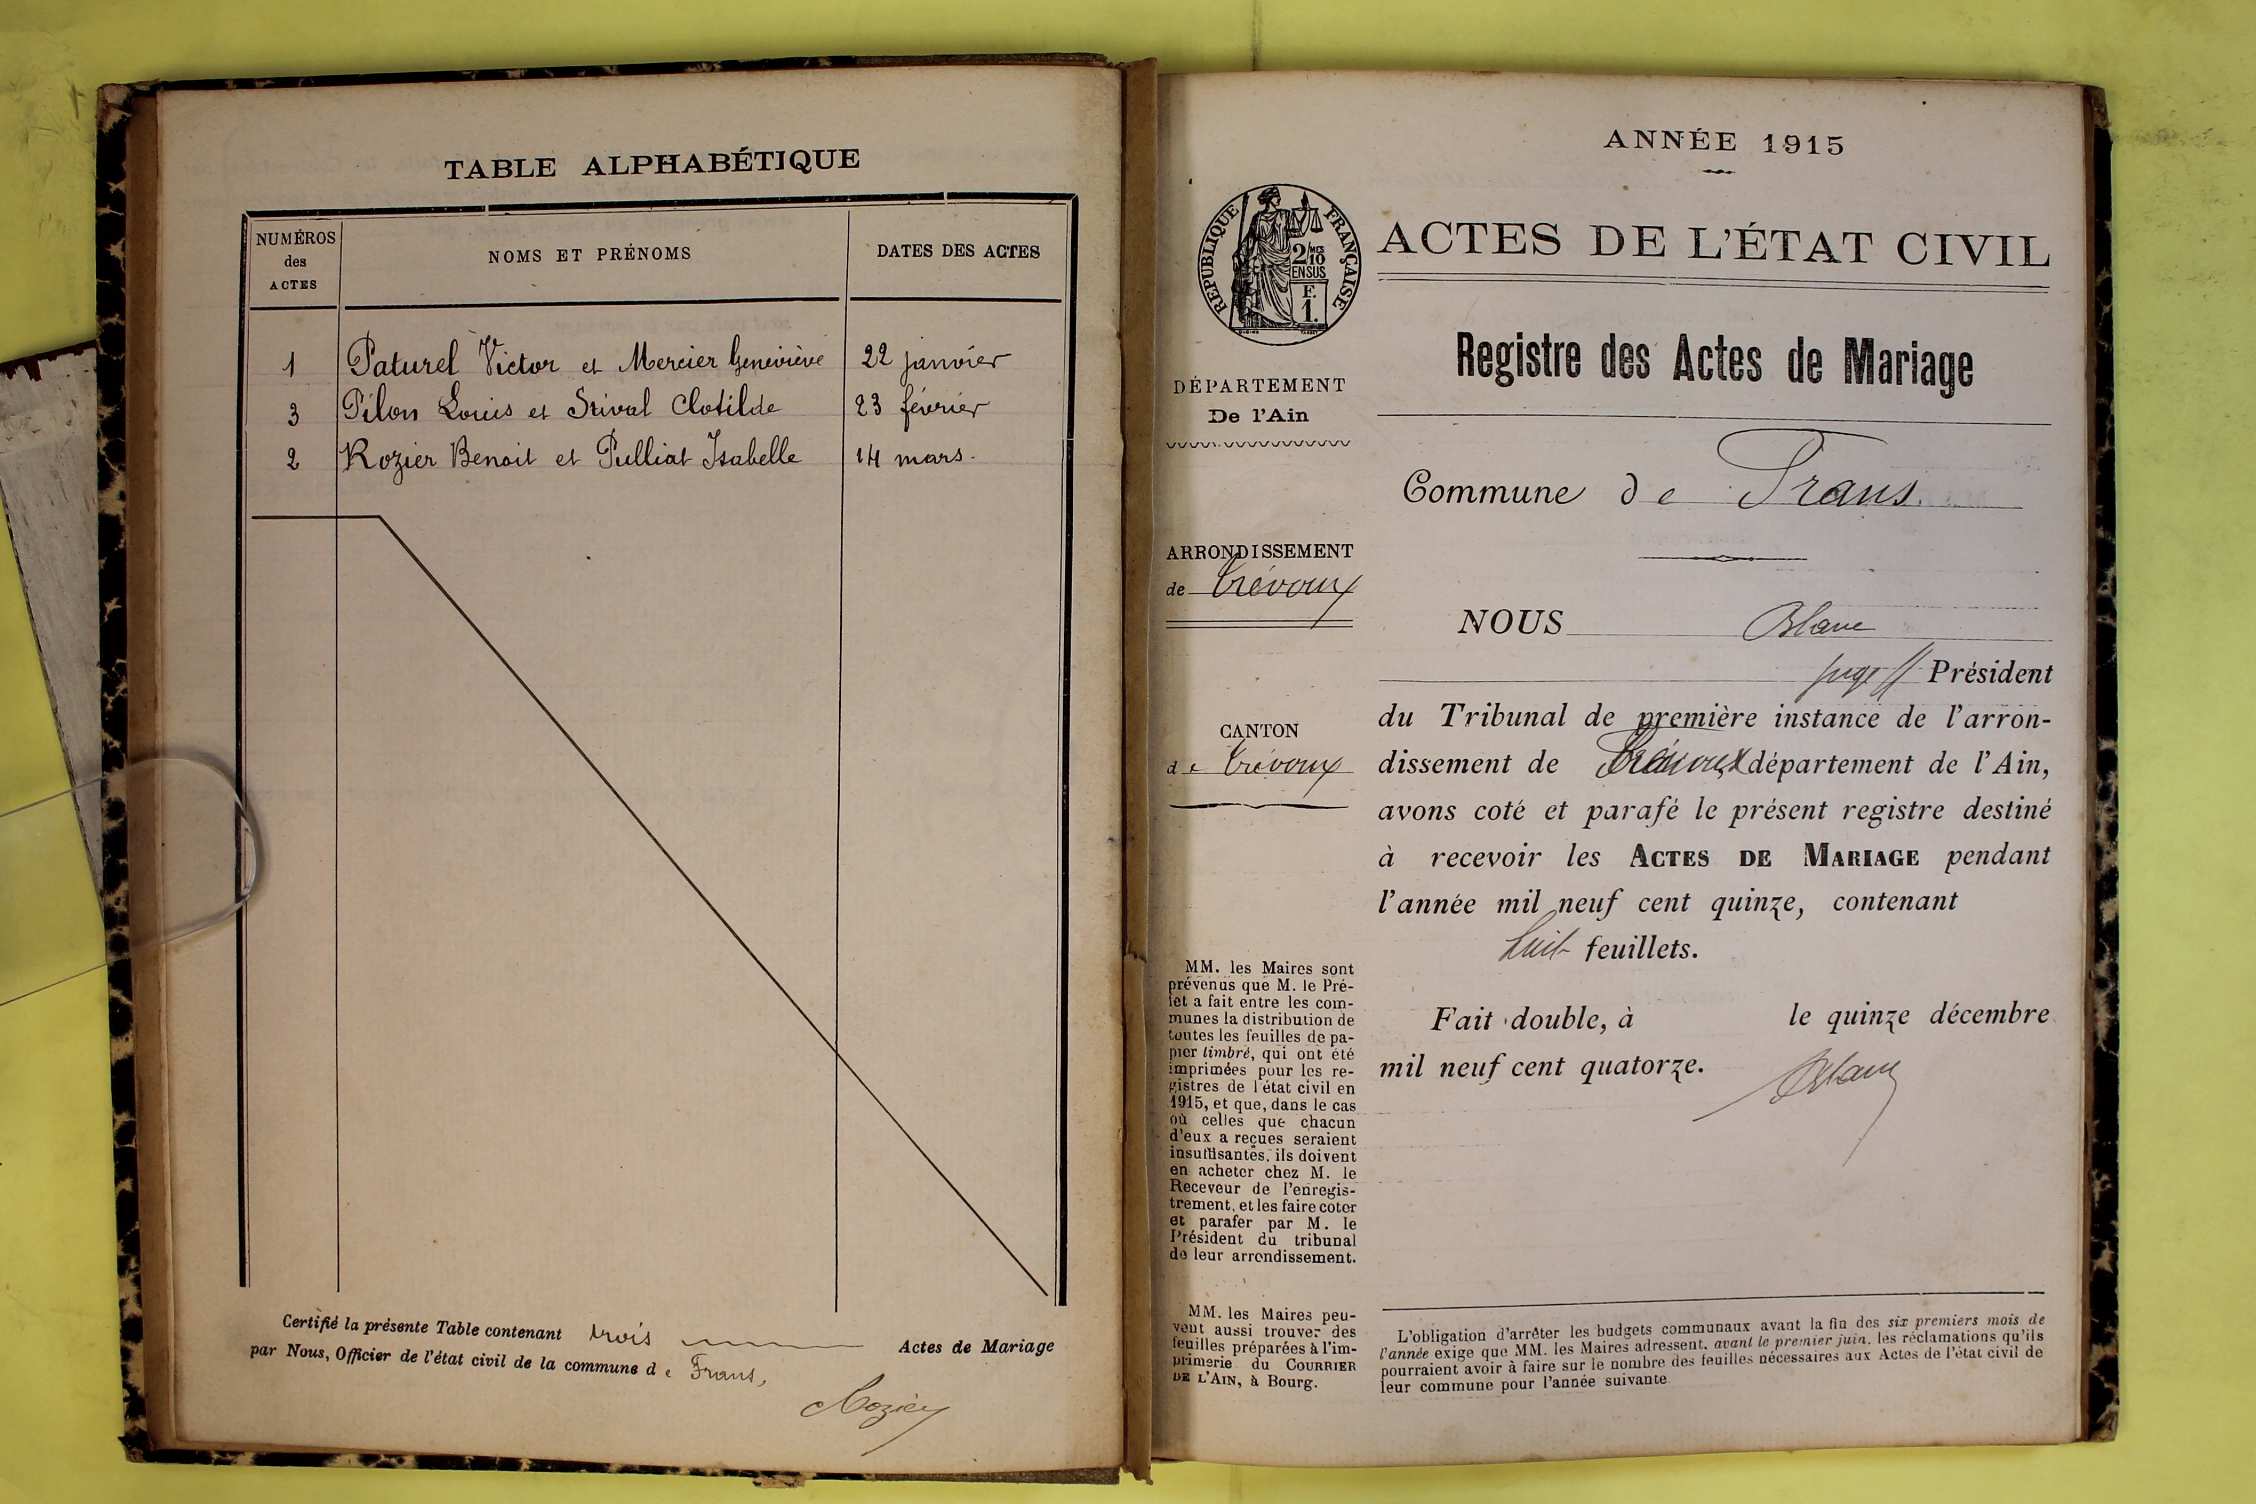 TABLE ALPHABÉTIQUE
NUMÉROS
des
ACTES
NOMS ET PRÉNOMS
DATES DES ACTES
1 Paturel Victor et Mercier Geneviève 22 janvier
3 Pilon Louis et Stival Clotilde 23 février
2 Rozier Benoit et Pulliat Isabelle 14 mars.
Certifié la présente Table contenant trois Actes de Mariage
par Nous, Officier de l'état civil de la commune de Frans,
Rozier
ANNÉE 1915
RÉPUBLIQUE FRANÇAISE
2/10
EN SUS
F.
1.
ACTES DE L'ÉTAT CIVIL
Registre des Actes de Mariage
DÉPARTEMENT
De l'Ain
Commune de Frans.
ARRONDISSEMENT
de Trévoux
CANTON
de Trévoux
NOUS Blanc
juge ff Président
du Tribunal de première instance de l'arron-
dissement de Trévoux département de l'Ain,
avons coté et parafé le présent registre destiné
à recevoir les ACTES DE MARIAGE pendant
l'année mil neuf cent quinze, contenant
huit feuillets.
Fait double, à le quinze décembre
mil neuf cent quatorze.
Blanc
MM. les Maires sont
prévenus que M. le Pré-
fet a fait entre les com-
munes la distribution de
toutes les feuilles de pa-
pier timbré, qui ont été
imprimées pour les re-
gistres de l'état civil en
1915, et que, dans le cas
où celles que chacun
d'eux a reçues seraient
insuffisantes, ils doivent
en acheter chez M. le
Receveur de l'enregis-
trement, et les faire coter
et parafer par M. le
Président du tribunal
de leur arrondissement.
MM. les Maires peu-
vent aussi trouver des
feuilles préparées à l'im-
primerie du COURRIER
DE L'AIN, à Bourg.
L'obligation d'arrêter les budgets communaux avant la fin des six premiers mois de
l'année exige que MM. les Maires adressent, avant le premier juin, les réclamations qu'ils
pourraient avoir à faire sur le nombre des feuilles nécessaires aux Actes de l'état civil de
leur commune pour l'année suivante